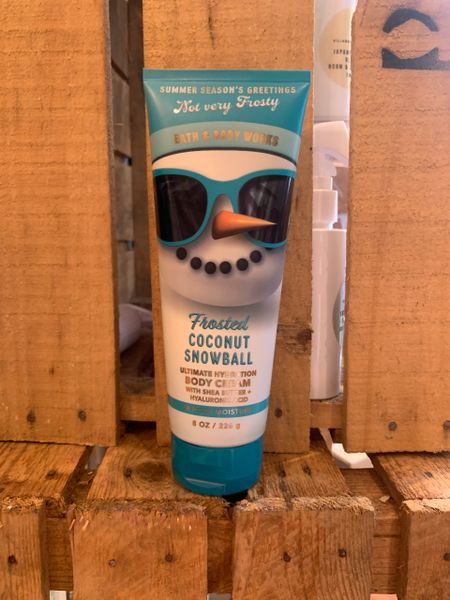 SUMMER SEASON'S GREETINGS
Not very Frosty
BATH & BODY WORKS
Frosted
COCONUT
SNOWBALL
ULTIMATE HYDRATION
BODY CREAM
WITH SHEA BUTTER +
HYALURONIC ACID
MOISTURE
8 OZ / 226 g